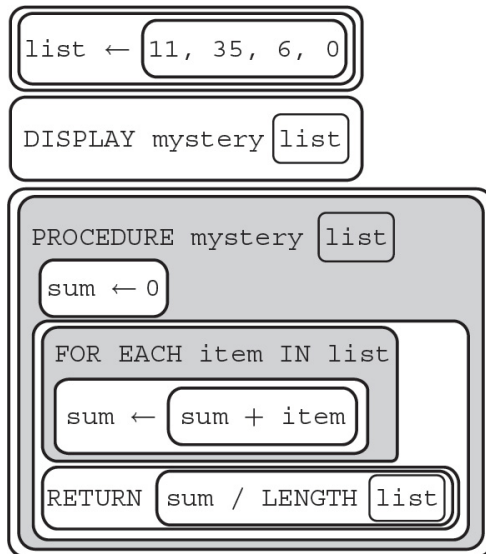 list ← 11, 35, 6, 0
DISPLAY mystery list
PROCEDURE mystery list
sum ← 0
FOR EACH item IN list
sum ← sum + item
RETURN sum / LENGTH list